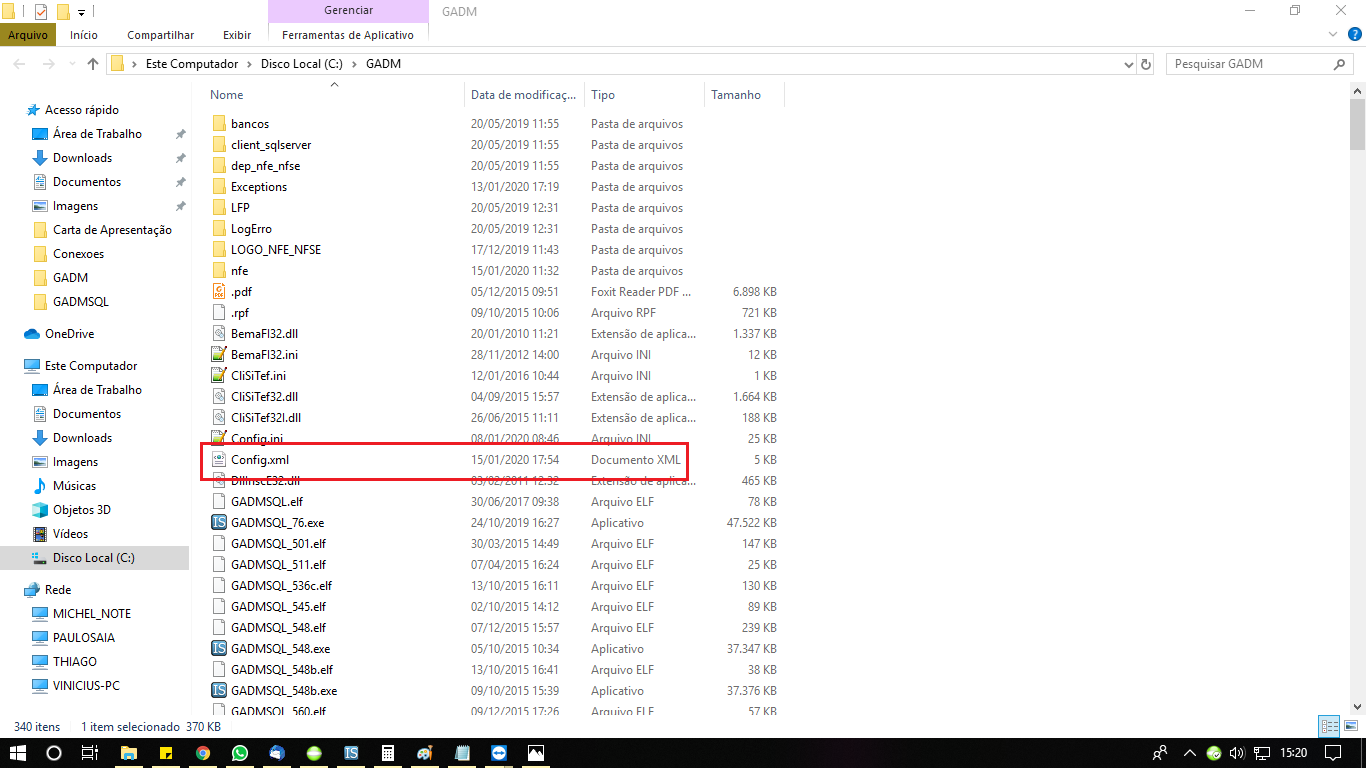 Gerenciar
GADM
Arquivo Início Compartilhar Exibir Ferramentas de Aplicativo
Este Computador Disco Local (C:) GADM
Pesquisar GADM
Nome Data de modificaç... Tipo Tamanho
Acesso rápido
Área de Trabalho
Downloads
Documentos
Imagens
Carta de Apresentação
Conexoes
GADM
GADMSQL
OneDrive
Este Computador
Área de Trabalho
Documentos
Downloads
Imagens
Músicas
Objetos 3D
Vídeos
Disco Local (C:)
Rede
MICHEL_NOTE
PAULOSAIA
THIAGO
VINICIUS-PC
bancos 20/05/2019 11:55 Pasta de arquivos
client_sqlserver 20/05/2019 11:55 Pasta de arquivos
dep_nfe_nfse 20/05/2019 11:55 Pasta de arquivos
Exceptions 13/01/2020 17:19 Pasta de arquivos
LFP 20/05/2019 12:31 Pasta de arquivos
LogErro 20/05/2019 12:31 Pasta de arquivos
LOGO_NFE_NFSE 17/12/2019 11:43 Pasta de arquivos
nfe 15/01/2020 11:32 Pasta de arquivos
.pdf 05/12/2015 09:51 Foxit Reader PDF ... 6.898 KB
.rpf 09/10/2015 10:06 Arquivo RPF 721 KB
BemaFI32.dll 20/01/2010 11:21 Extensão de aplica... 1.337 KB
BemaFI32.ini 28/11/2012 14:00 Arquivo INI 12 KB
CliSiTef.ini 12/01/2016 10:44 Arquivo INI 1 KB
CliSiTef32.dll 04/09/2015 15:57 Extensão de aplica... 1.664 KB
CliSiTef32I.dll 26/06/2015 11:11 Extensão de aplica... 188 KB
Config.ini 08/01/2020 08:46 Arquivo INI 25 KB
Config.xml 15/01/2020 17:54 Documento XML 5 KB
DllInscE32.dll 03/02/2011 12:32 Extensão de aplica... 465 KB
GADMSQL.elf 30/06/2017 09:38 Arquivo ELF 78 KB
GADMSQL_76.exe 24/10/2019 16:27 Aplicativo 47.522 KB
GADMSQL_501.elf 30/03/2015 14:49 Arquivo ELF 147 KB
GADMSQL_511.elf 07/04/2015 16:24 Arquivo ELF 25 KB
GADMSQL_536c.elf 13/10/2015 16:11 Arquivo ELF 130 KB
GADMSQL_545.elf 02/10/2015 14:12 Arquivo ELF 89 KB
GADMSQL_548.elf 07/12/2015 15:57 Arquivo ELF 239 KB
GADMSQL_548.exe 05/10/2015 10:34 Aplicativo 37.347 KB
GADMSQL_548b.elf 13/10/2015 16:41 Arquivo ELF 38 KB
GADMSQL_548b.exe 09/10/2015 15:39 Aplicativo 37.376 KB
GADMSQL_560.elf 09/12/2015 17:26 Arquivo ELF 57 KB
340 itens 1 item selecionado 370 KB
15:20